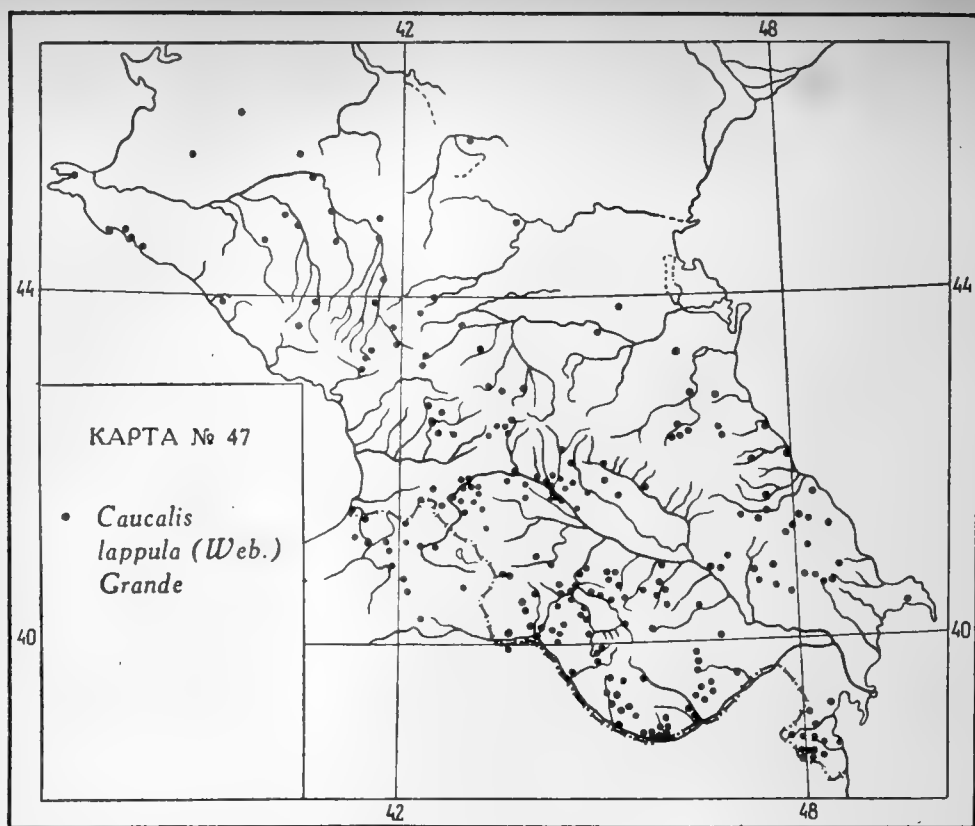 42 48
44 44
КАРТА № 47
Caucalis
lappula (Web.)
Grande
40 40
42 48